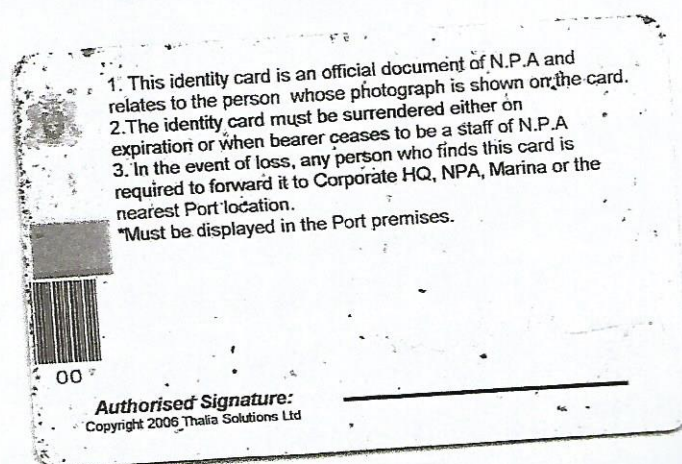 1. This identity card is an official document of N.P.A and
relates to the person whose photograph is shown on the card.
2.The identity card must be surrendered either on
expiration or when bearer ceases to be a staff of N.P.A
3. In the event of loss, any person who finds this card is
required to forward it to Corporate HQ, NPA, Marina or the
nearest Port location.
*Must be displayed in the Port premises.
00
Authorised Signature:
Copyright 2006 Thalia Solutions Ltd